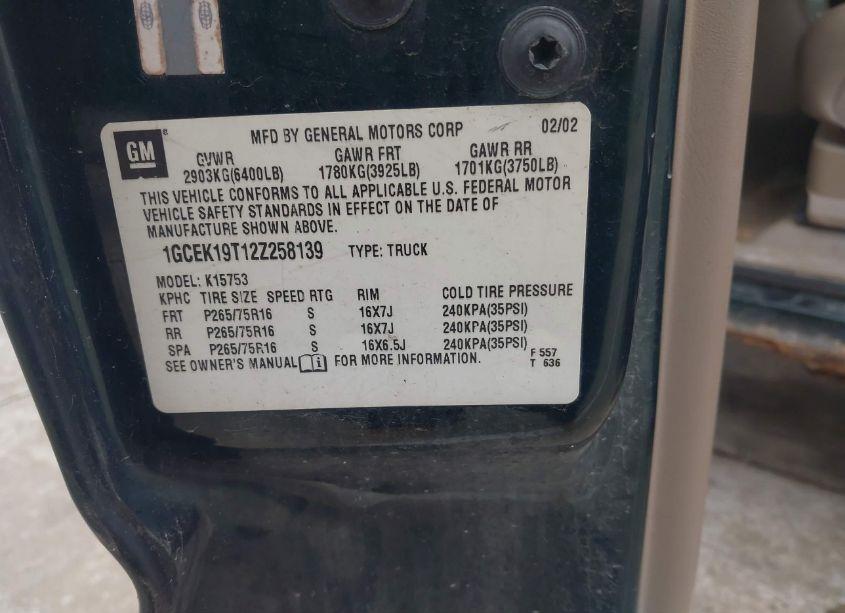 GM
MFD BY GENERAL MOTORS CORP 02/02
GVWR GAWR FRT GAWR RR
2903KG(6400LB) 1780KG(3925LB) 1701KG(3750LB)
THIS VEHICLE CONFORMS TO ALL APPLICABLE U.S. FEDERAL MOTOR
VEHICLE SAFETY STANDARDS IN EFFECT ON THE DATE OF
MANUFACTURE SHOWN ABOVE.
1GCEK19T12Z258139 TYPE: TRUCK
MODEL: K15753
KPHC TIRE SIZE SPEED RTG RIM COLD TIRE PRESSURE
FRT P265/75R16 S 16X7J 240KPA(35PSI)
RR P265/75R16 S 16X7J 240KPA(35PSI)
SPA P265/75R16 S 16X6.5J 240KPA(35PSI)
SEE OWNER'S MANUAL FOR MORE INFORMATION.
F 557
T 636